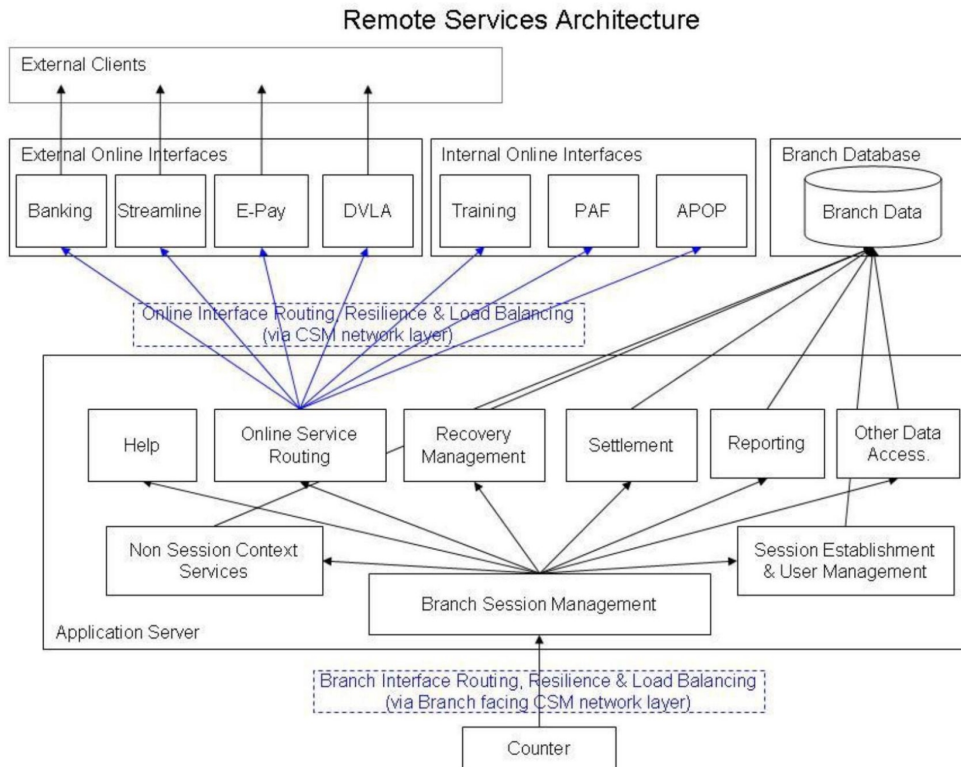 Remote Services Architecture
External Clients
External Online Interfaces
Internal Online Interfaces
Branch Database
Banking
Streamline
E-Pay
DVLA
Training
PAF
APOP
Branch Data
Online Interface Routing, Resilience & Load Balancing
(via CSM network layer)
Help
Online Service
Routing
Recovery
Management
Settlement
Reporting
Other Data
Access.
Non Session Context
Services
Session Establishment
& User Management
Branch Session Management
Application Server
Branch Interface Routing, Resilience & Load Balancing
(via Branch facing CSM network layer)
Counter